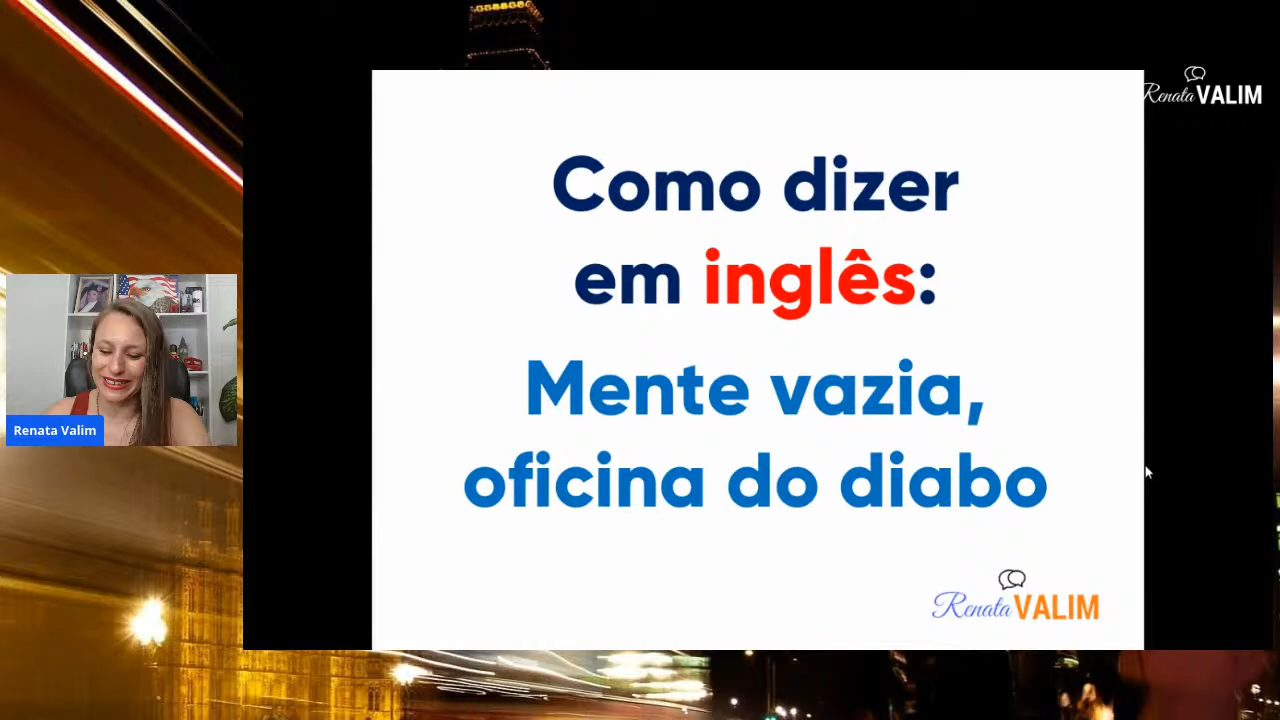 Renata VALIM
Como dizer
em inglês:
Mente vazia,
oficina do diabo
Renata Valim
Renata VALIM